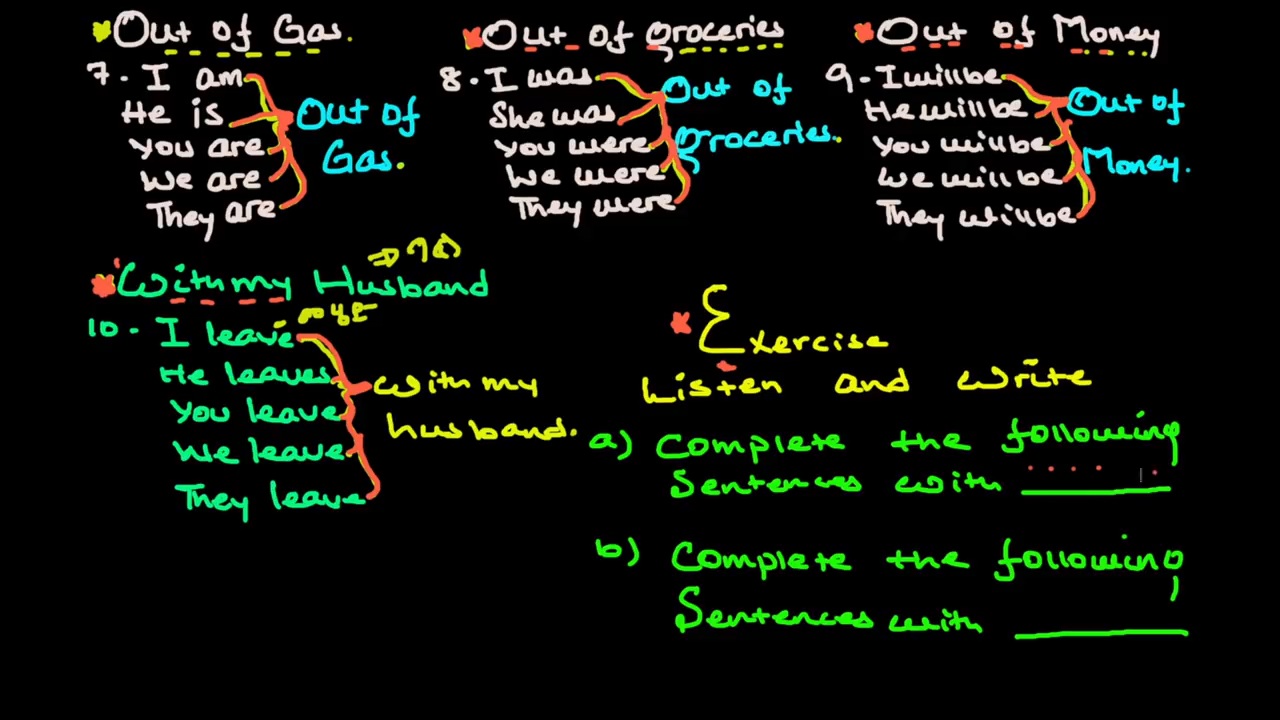 Out of Gas.
7. I am
He is
You are
We are
They are
Out of
Gas.
Out of groceries
8. I was
She was
You were
We were
They were
Out of
groceries.
Out of Money
9. I will be
He will be
You will be
We will be
They will be
Out of
Money.
With my Husband
10. I leave
He leaves
You leave
We leave
They leave
with my
husband.
Exercise
Listen and write
a) Complete the following
Sentences with
b) Complete the following
Sentences with